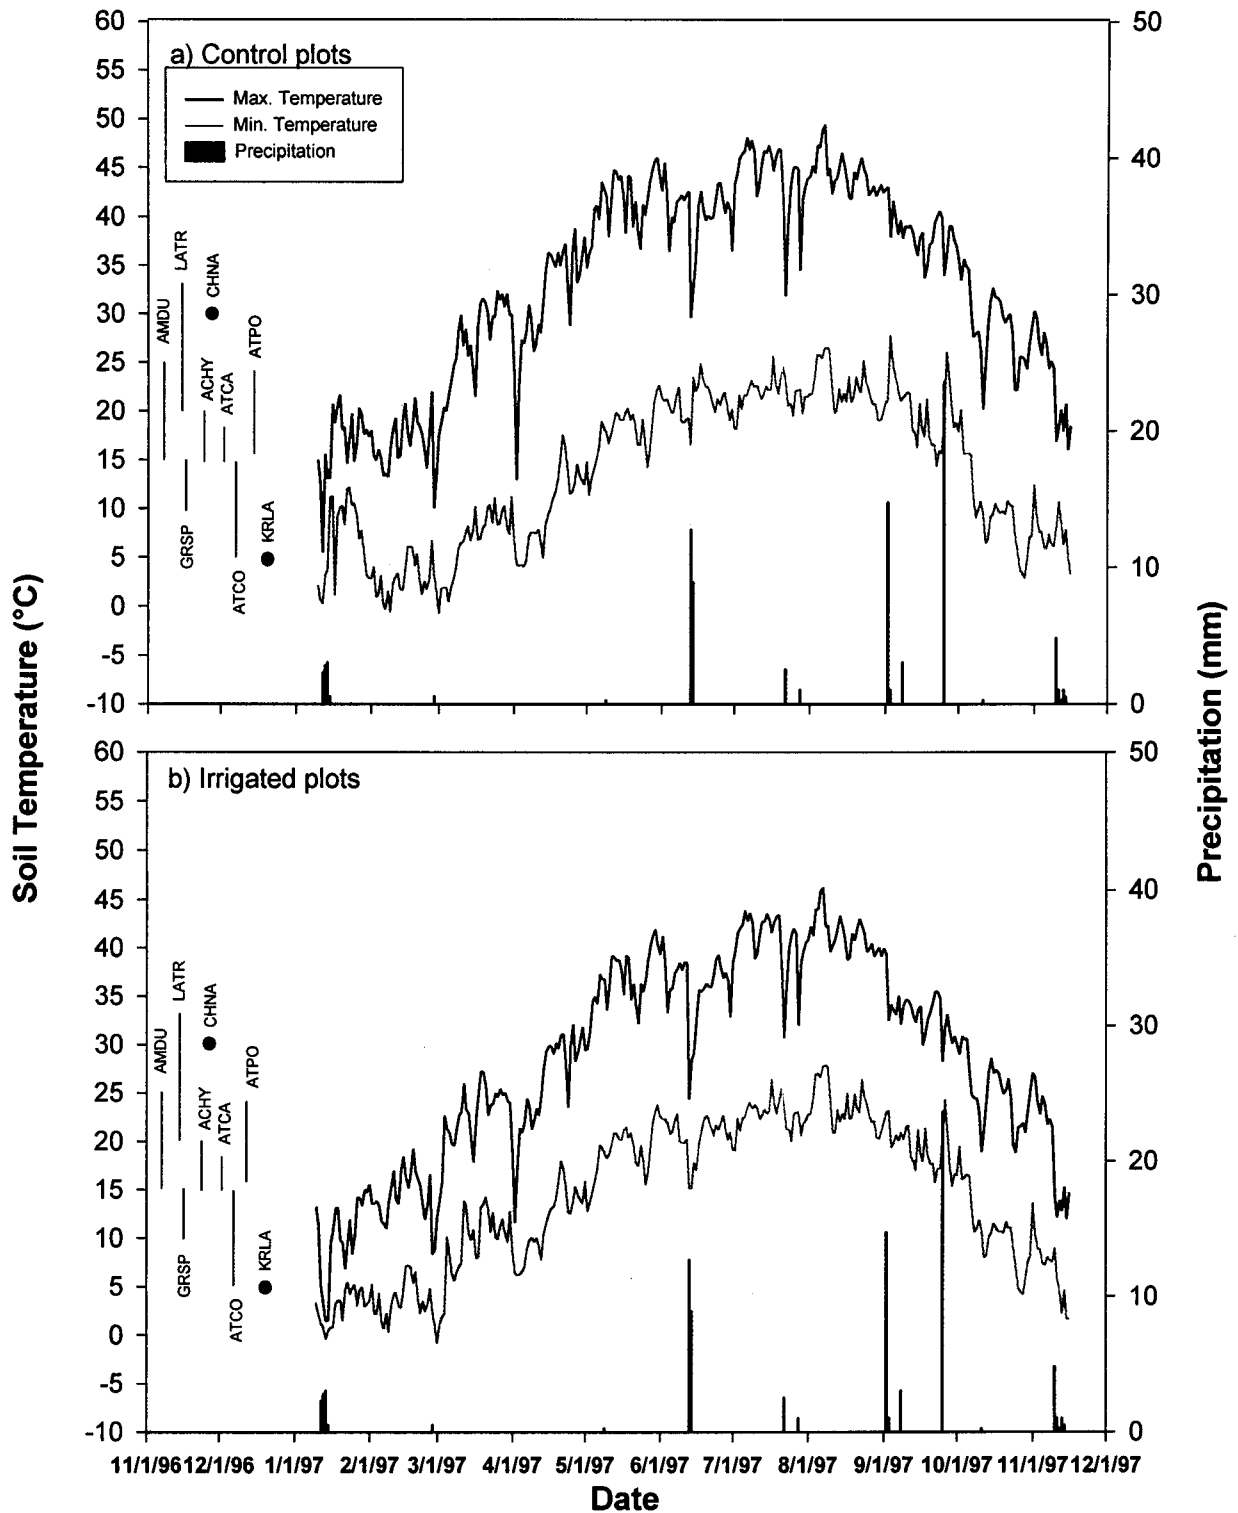 a) Control plots
Max. Temperature
Min. Temperature
Precipitation
60
55
50
45
40
35
30
25
20
15
10
5
0
-5
-10
50
40
30
20
10
0
AMDU
LATR
CHNA
ACHY
ATCA
ATPO
GRSP
ATCO
KRLA
Soil Temperature (°C)
Precipitation (mm)
b) Irrigated plots
60
55
50
45
40
35
30
25
20
15
10
5
0
-5
-10
50
40
30
20
10
0
AMDU
LATR
CHNA
ACHY
ATCA
ATPO
GRSP
ATCO
KRLA
11/1/96 12/1/96 1/1/97 2/1/97 3/1/97 4/1/97 5/1/97 6/1/97 7/1/97 8/1/97 9/1/97 10/1/97 11/1/97 12/1/97
Date